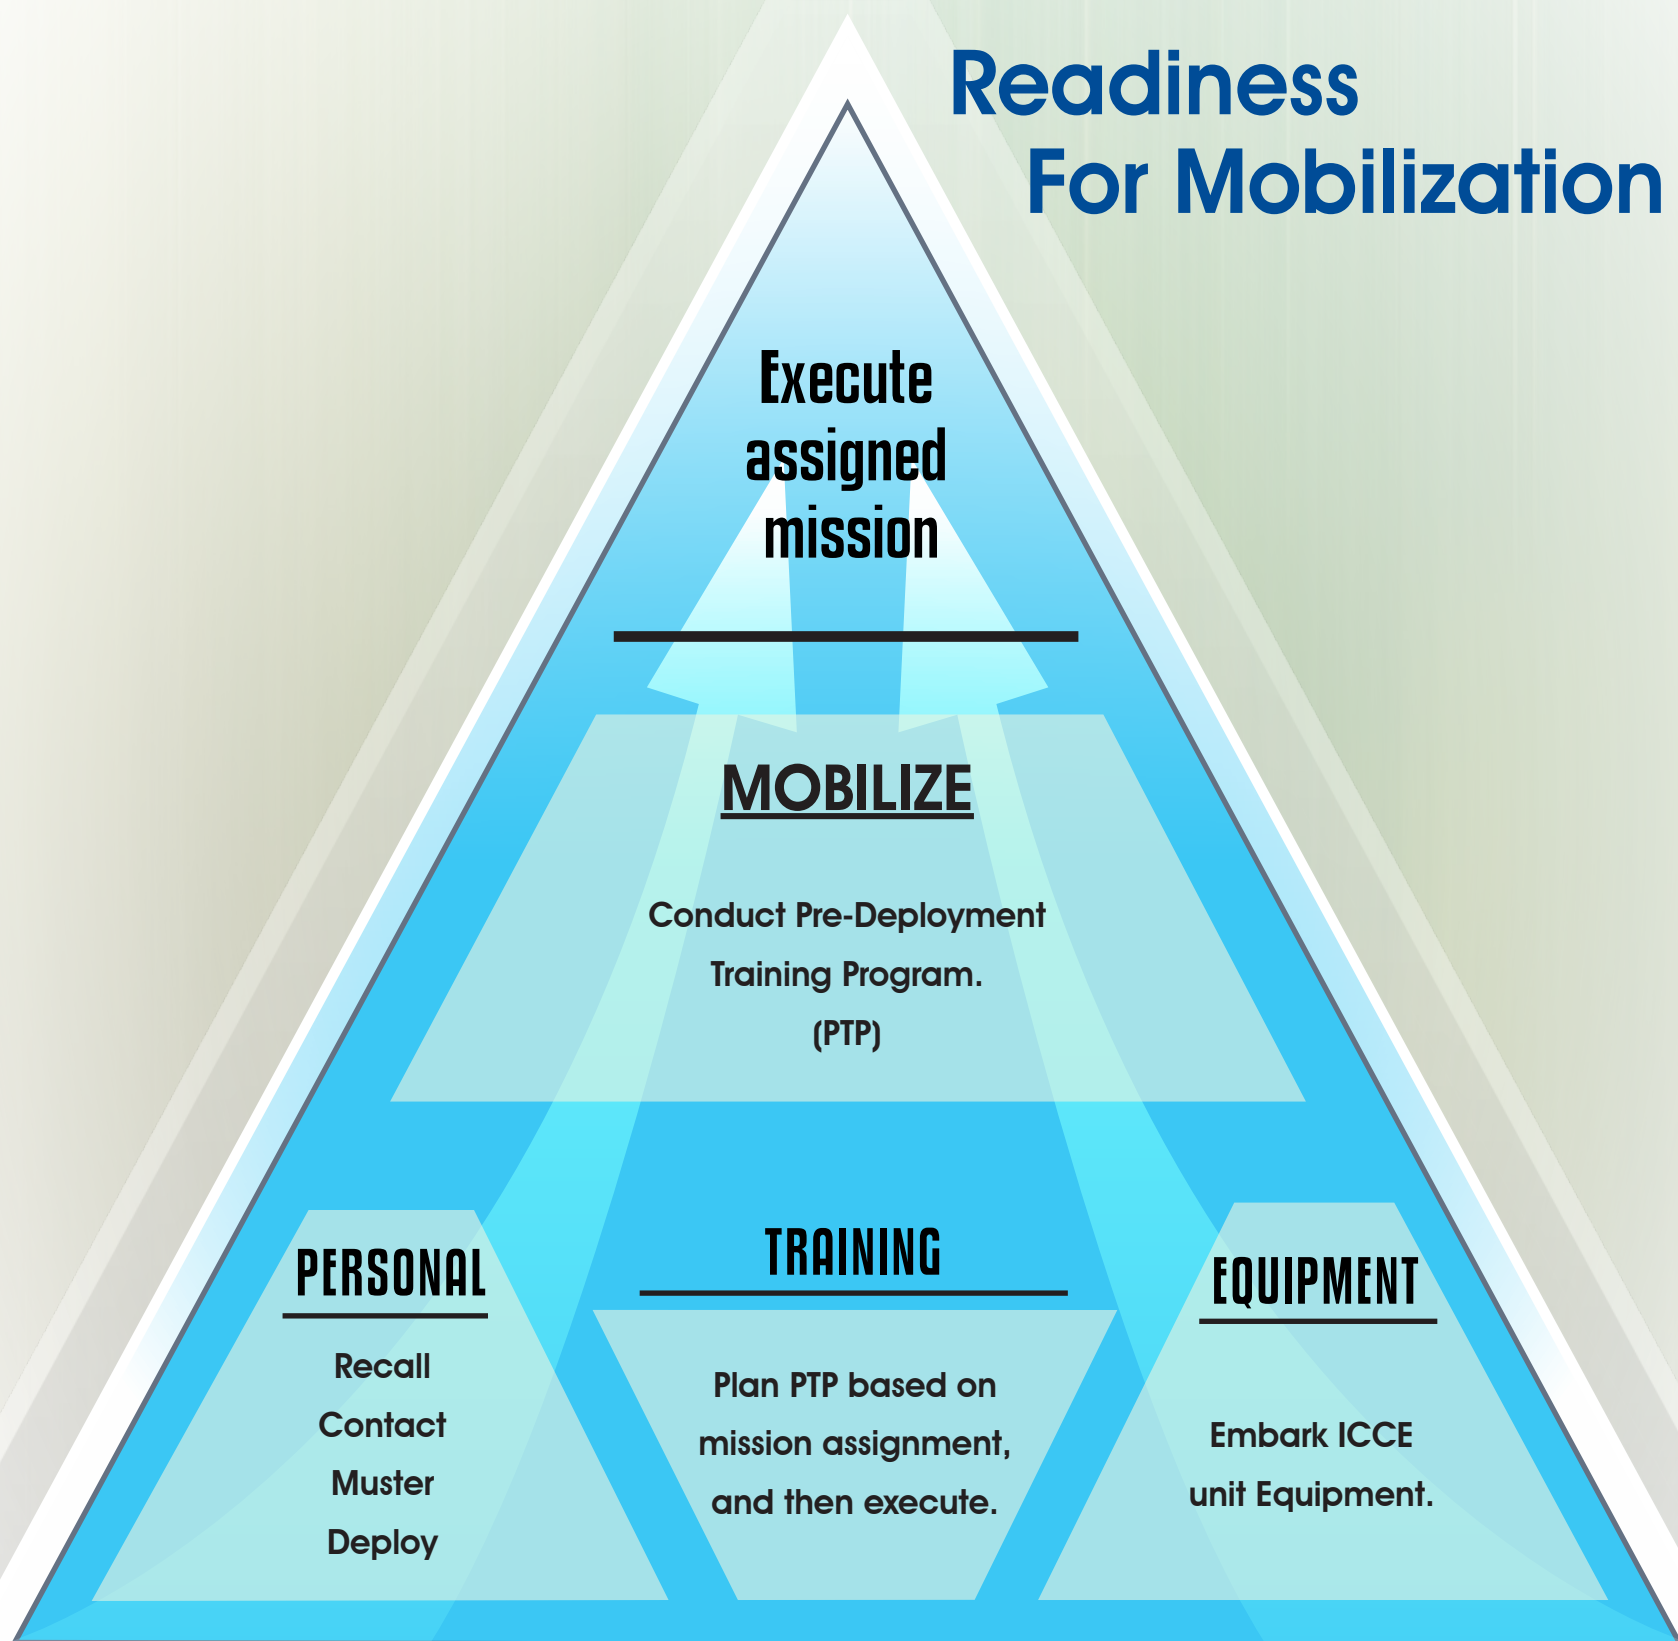 Readiness
For Mobilization
Execute
assigned
mission
MOBILIZE
Conduct Pre-Deployment
Training Program.
(PTP)
PERSONAL
Recall
Contact
Muster
Deploy
TRAINING
Plan PTP based on
mission assignment,
and then execute.
EQUIPMENT
Embark ICCE
unit Equipment.